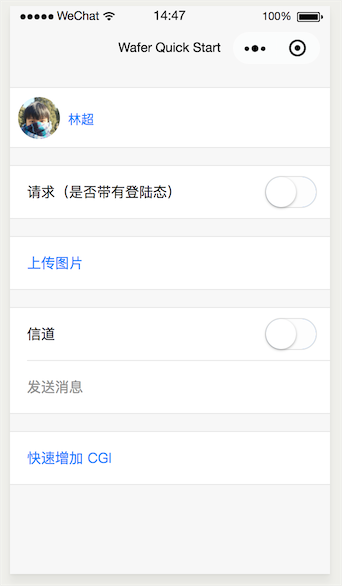 WeChat 14:47 100%
Wafer Quick Start
林超
请求（是否带有登陆态）
上传图片
信道
发送消息
快速增加 CGI